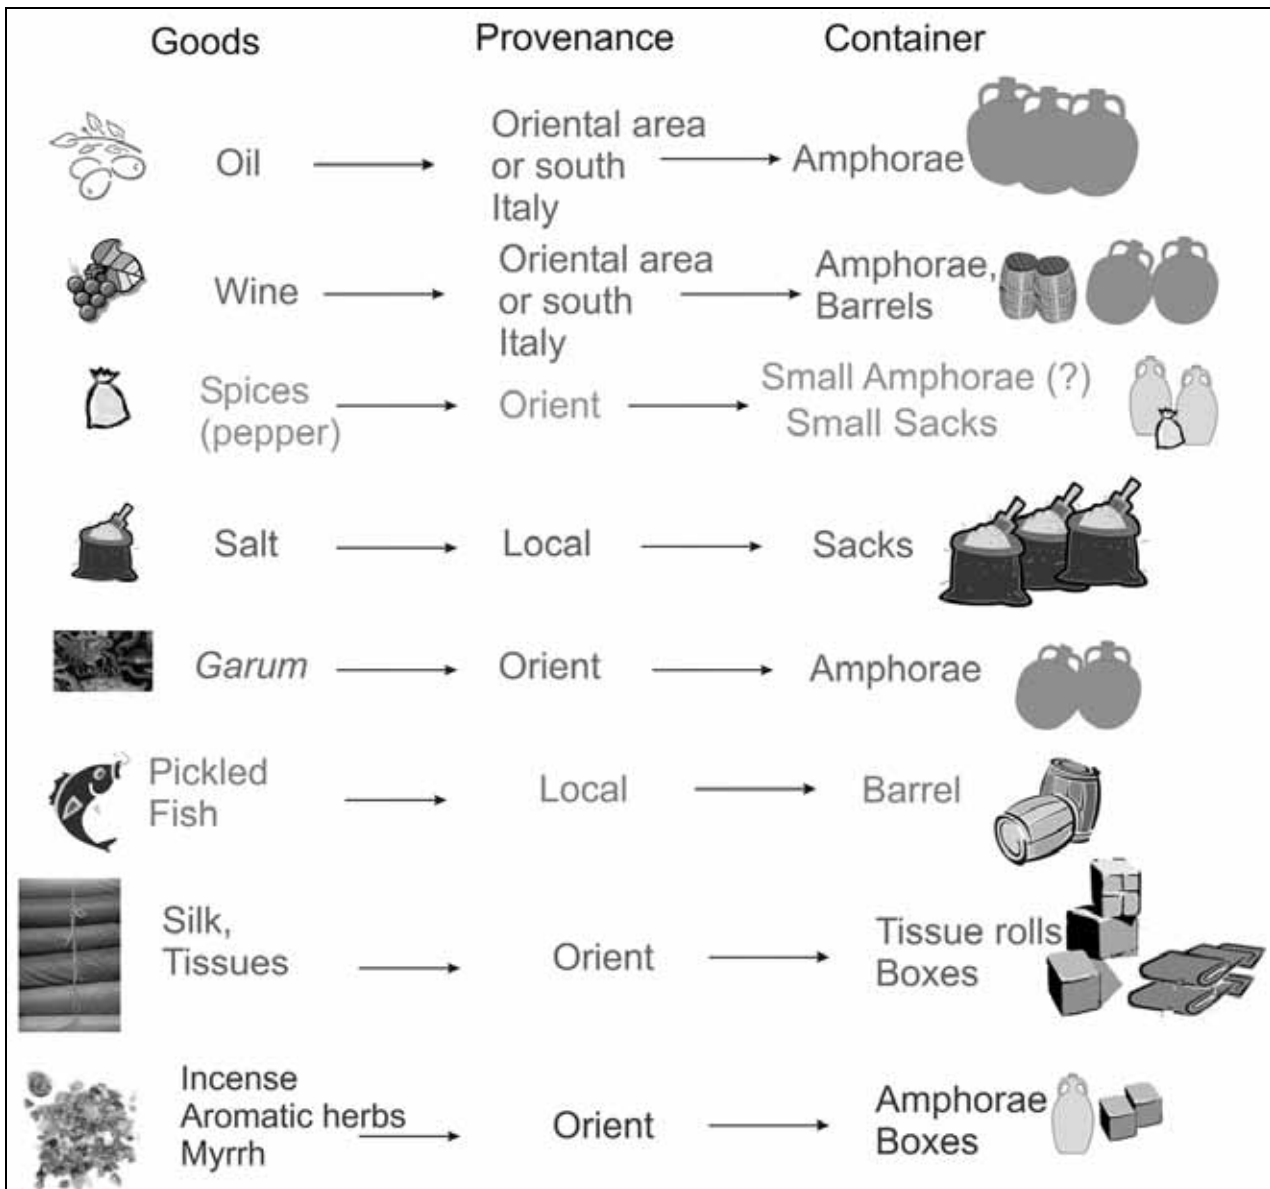 Goods Provenance Container
Oil
Oriental area
or south
Italy
Amphorae
Wine
Oriental area
or south
Italy
Amphorae,
Barrels
Spices
(pepper)
Orient
Small Amphorae (?)
Small Sacks
Salt
Local
Sacks
Garum
Orient
Amphorae
Pickled
Fish
Local
Barrel
Silk,
Tissues
Orient
Tissue rolls
Boxes
Incense
Aromatic herbs
Myrrh
Orient
Amphorae
Boxes